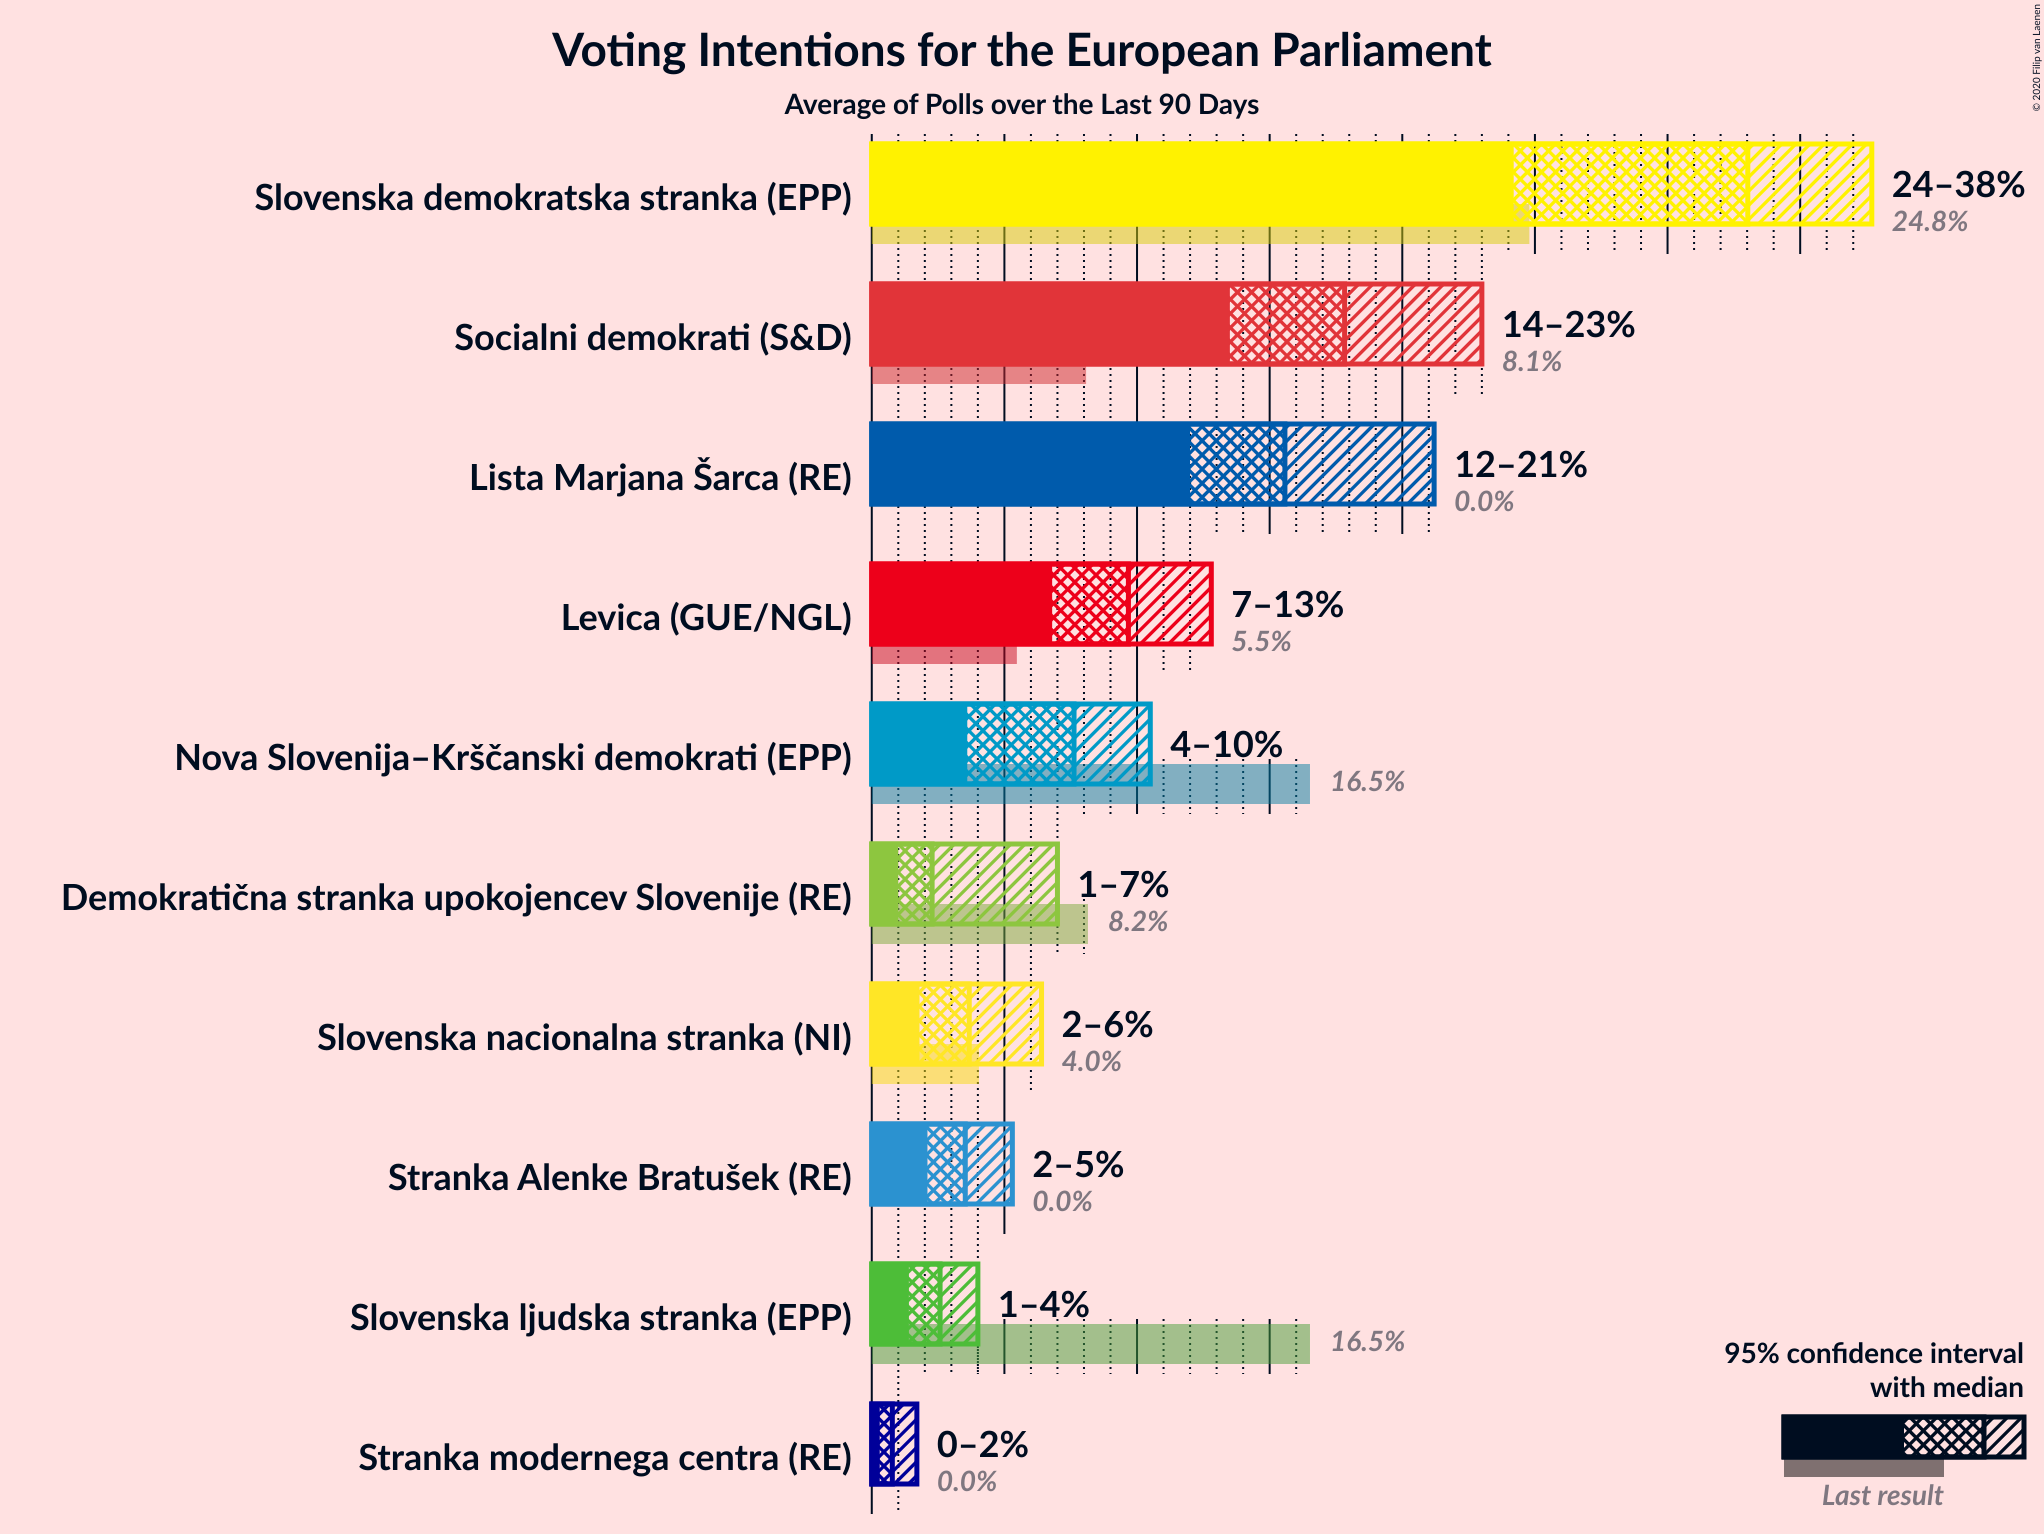 Voting Intentions for the European Parliament
Average of Polls over the Last 90 Days
© 2020 Filip van Laenen
Slovenska demokratska stranka (EPP)
24–38%
24.8%
Socialni demokrati (S&D)
14–23%
8.1%
Lista Marjana Šarca (RE)
12–21%
0.0%
Levica (GUE/NGL)
7–13%
5.5%
Nova Slovenija–Krščanski demokrati (EPP)
4–10%
16.5%
Demokratična stranka upokojencev Slovenije (RE)
1–7%
8.2%
Slovenska nacionalna stranka (NI)
2–6%
4.0%
Stranka Alenke Bratušek (RE)
2–5%
0.0%
Slovenska ljudska stranka (EPP)
1–4%
16.5%
Stranka modernega centra (RE)
0–2%
0.0%
95% confidence interval
with median
Last result